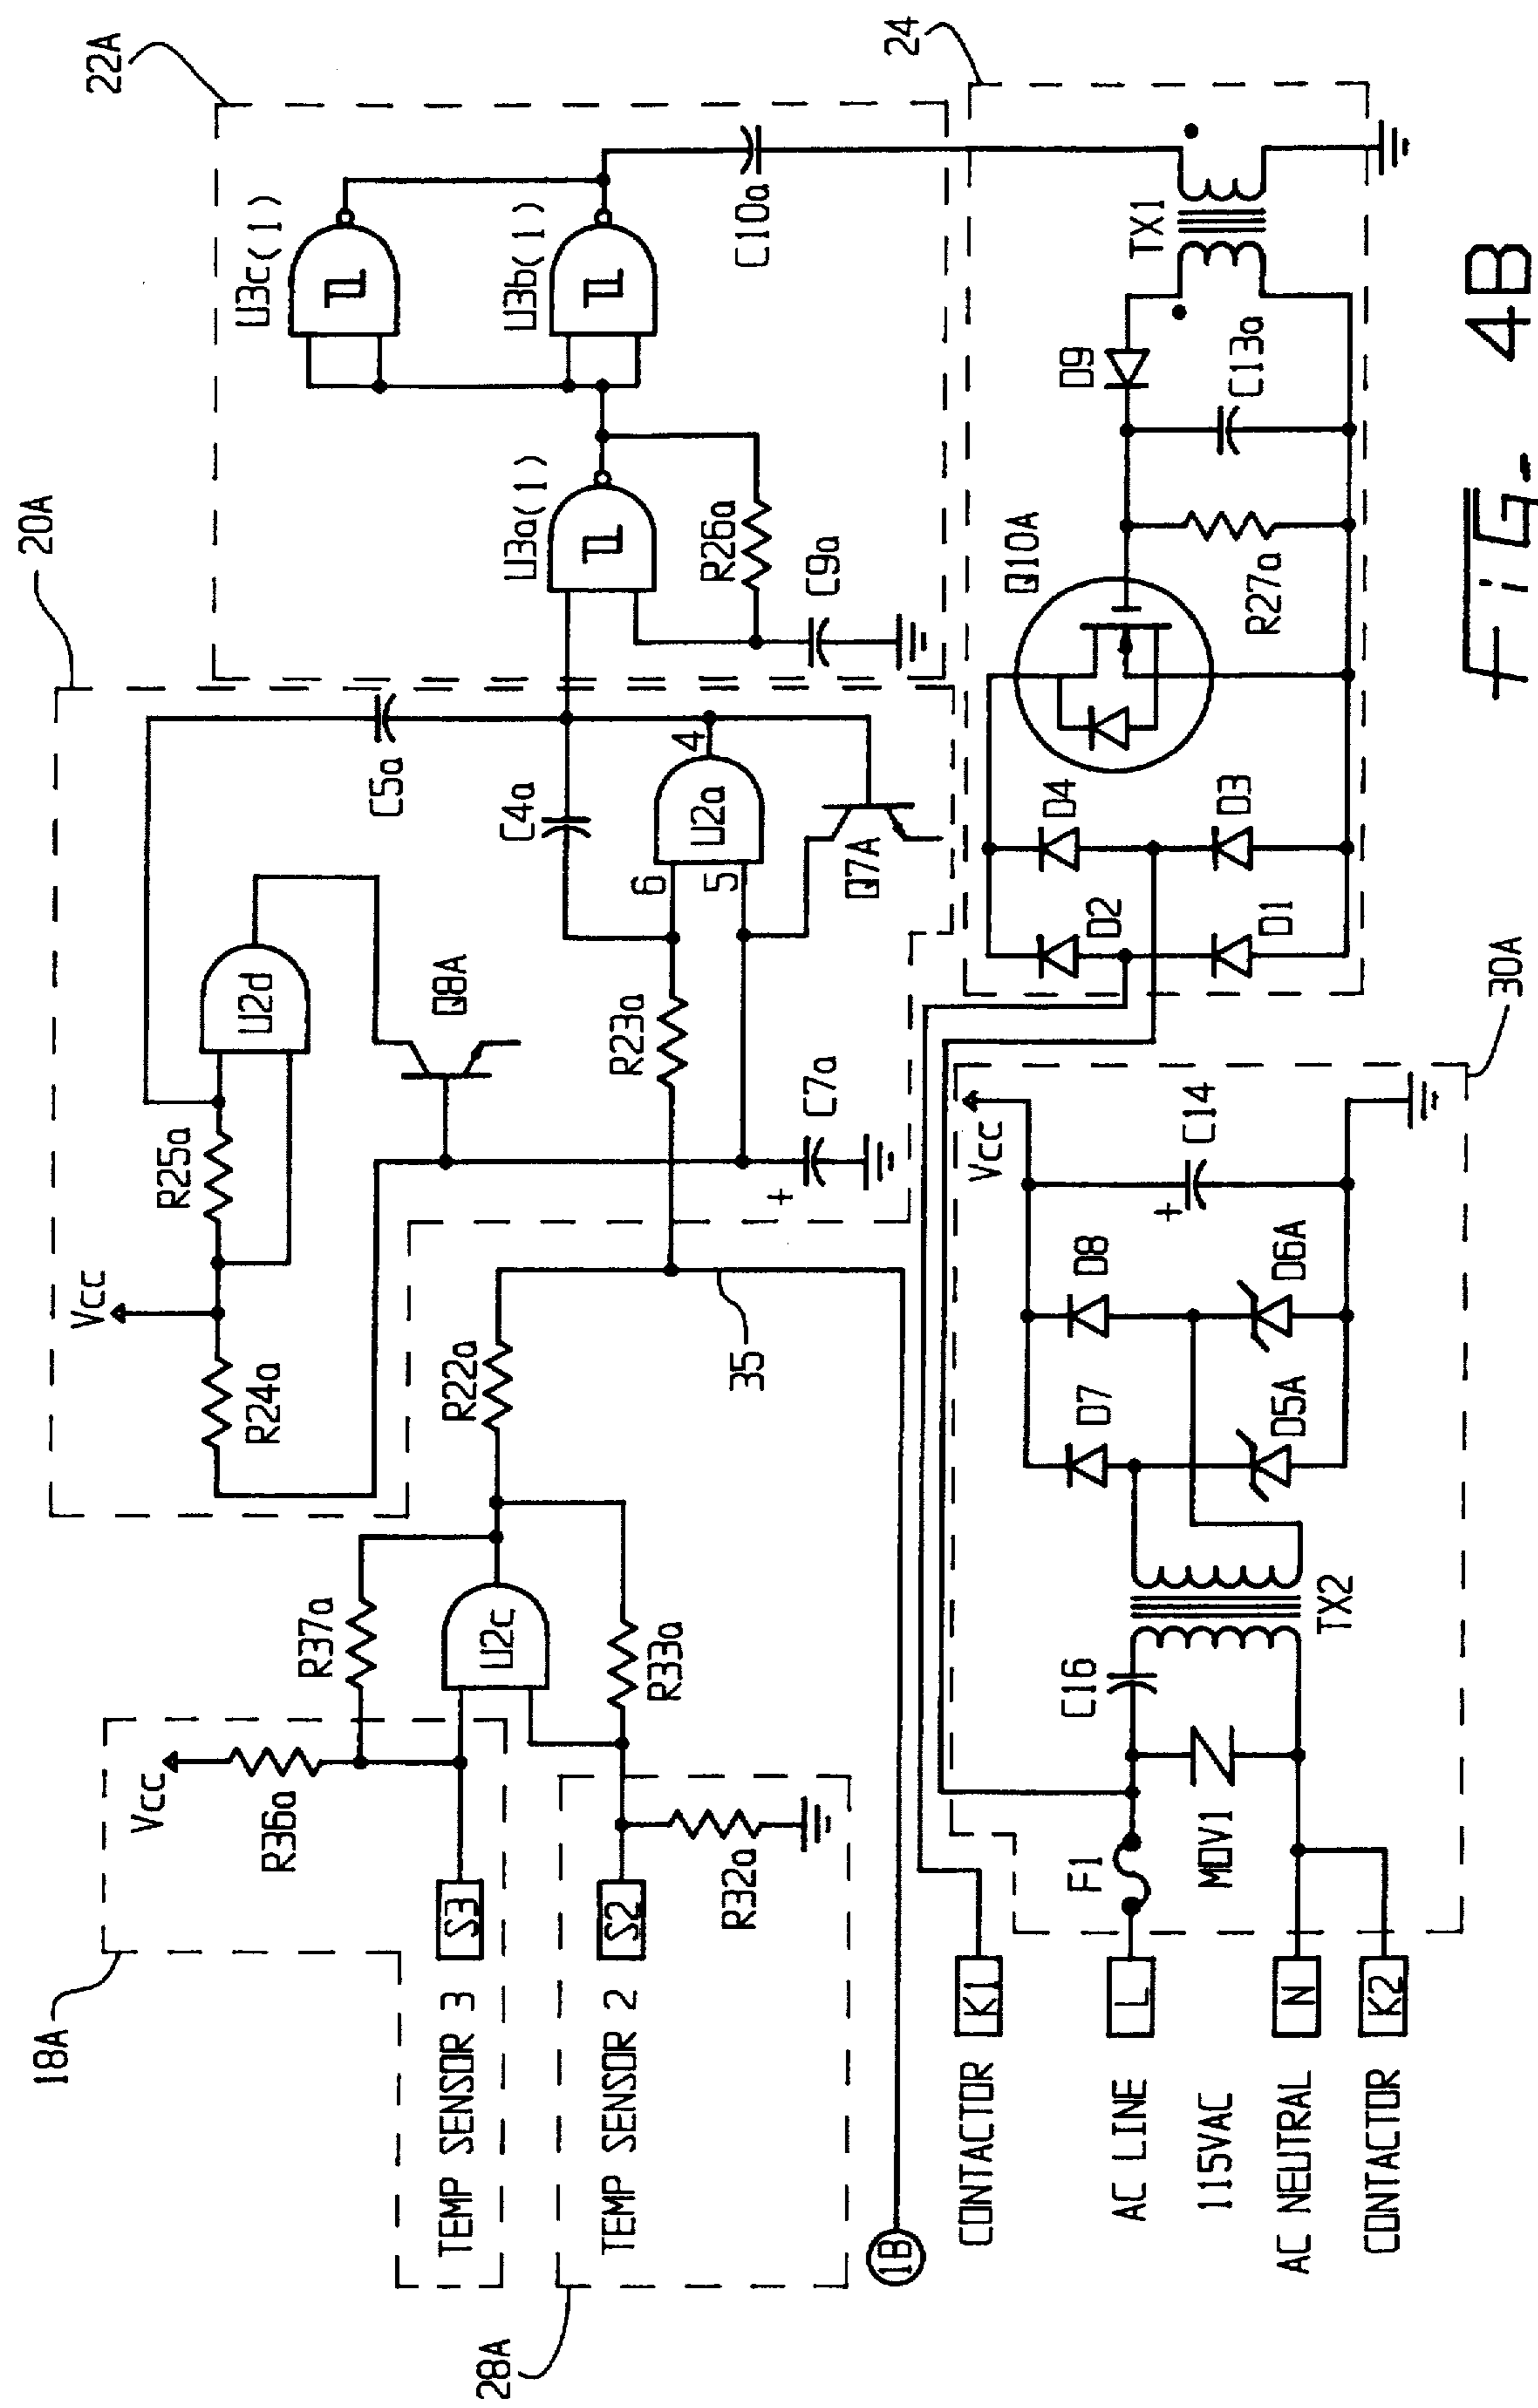 22A
20A
24
U3c(1)
U3b(1)
U3a(1)
C10a
R26a
C9a
C5a
C4a
U2a
4
6
5
Q7A
U2d
Q8A
R25a
R23a
C7a
+
Vcc
R24a
R22a
35
R37a
U2c
R33a
18A
Vcc
R36a
S3
TEMP SENSOR 3
S2
TEMP SENSOR 2
R32a
28A
1B
TX1
D9
C13a
Q10A
R27a
D4
D3
D2
D1
30A
Vcc
C14
+
D8
D6A
D7
D5A
TX2
C16
MOV1
F1
K1
CONTACTOR
L
AC LINE
115VAC
N
AC NEUTRAL
K2
CONTACTOR
FiG. 4B